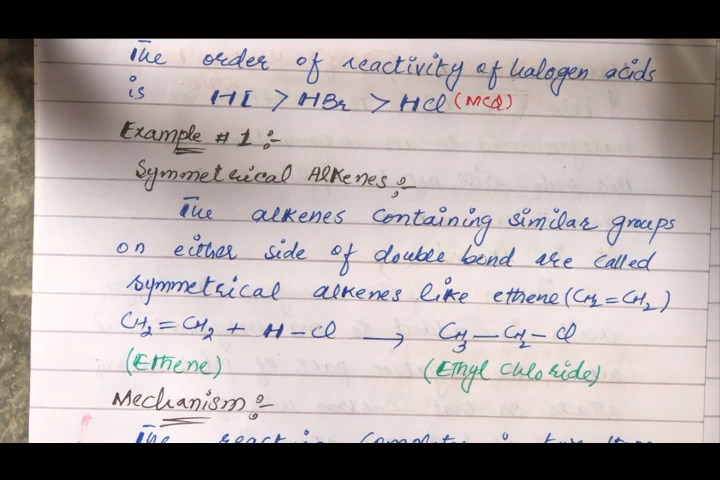 The order of reactivity of halogen acids
is HI > HBr > HCl (MCQ)
Example # 1 :-
Symmetrical Alkenes :-
The alkenes containing similar groups
on either side of double bond are called
symmetrical alkenes like ethene (CH2 = CH2)
CH2 = CH2 + H - Cl → CH3 - CH2 - Cl
(Ethene) (Ethyl Chloride)
Mechanism :-
The